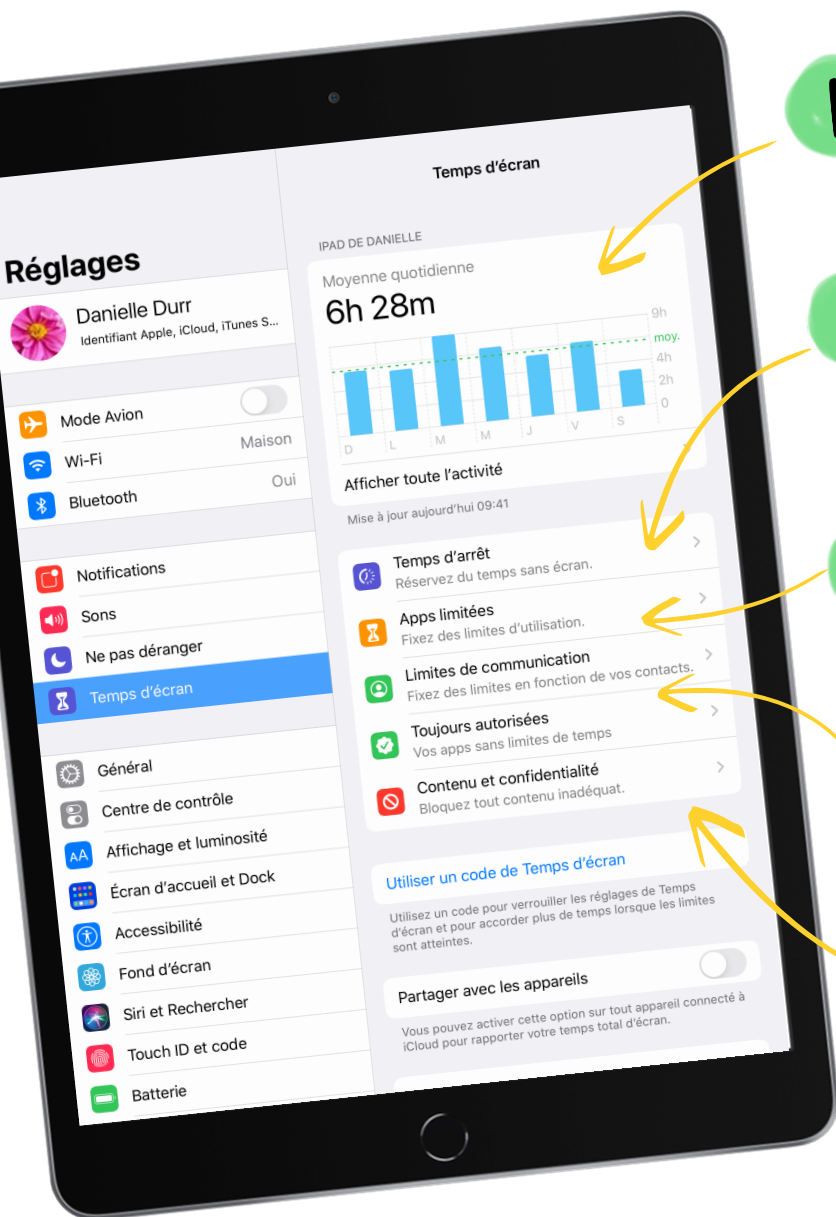 Temps d'écran
Réglages
Danielle Durr
Identifiant Apple, iCloud, iTunes S...
Mode Avion
Wi-Fi Maison
Bluetooth Oui
Notifications
Sons
Ne pas déranger
Temps d'écran
Général
Centre de contrôle
AA Affichage et luminosité
Écran d'accueil et Dock
Accessibilité
Fond d'écran
Siri et Rechercher
Touch ID et code
Batterie
IPAD DE DANIELLE
Moyenne quotidienne
6h 28m
9h
moy.
4h
2h
0
D L M M J V S
Afficher toute l'activité
Mise à jour aujourd'hui 09:41
Temps d'arrêt
Réservez du temps sans écran.
Apps limitées
Fixez des limites d'utilisation.
Limites de communication
Fixez des limites en fonction de vos contacts.
Toujours autorisées
Vos apps sans limites de temps
Contenu et confidentialité
Bloquez tout contenu inadéquat.
Utiliser un code de Temps d'écran
Utilisez un code pour verrouiller les réglages de Temps
d'écran et pour accorder plus de temps lorsque les limites
sont atteintes.
Partager avec les appareils
Vous pouvez activer cette option sur tout appareil connecté à
iCloud pour rapporter votre temps total d'écran.